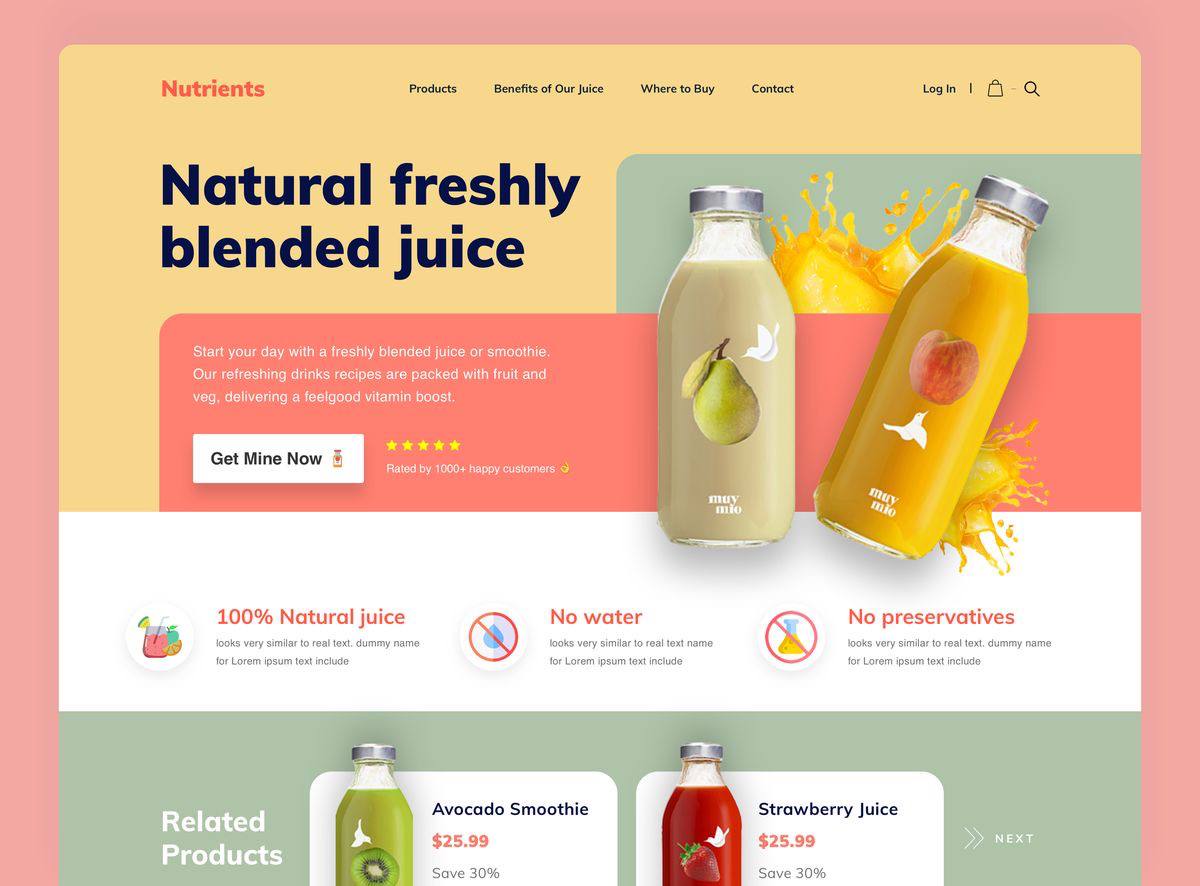 Nutrients
Products
Benefits of Our Juice
Where to Buy
Contact
Log In
Natural freshly
blended juice
Start your day with a freshly blended juice or smoothie.
Our refreshing drinks recipes are packed with fruit and
veg, delivering a feelgood vitamin boost.
Get Mine Now
Rated by 1000+ happy customers 👌
muy
mio
muy
mio
100% Natural juice
looks very similar to real text. dummy name
for Lorem ipsum text include
No water
looks very similar to real text name
for Lorem ipsum text include
No preservatives
looks very similar to real text. dummy name
for Lorem ipsum text include
Related
Products
Avocado Smoothie
$25.99
Save 30%
Strawberry Juice
$25.99
Save 30%
NEXT